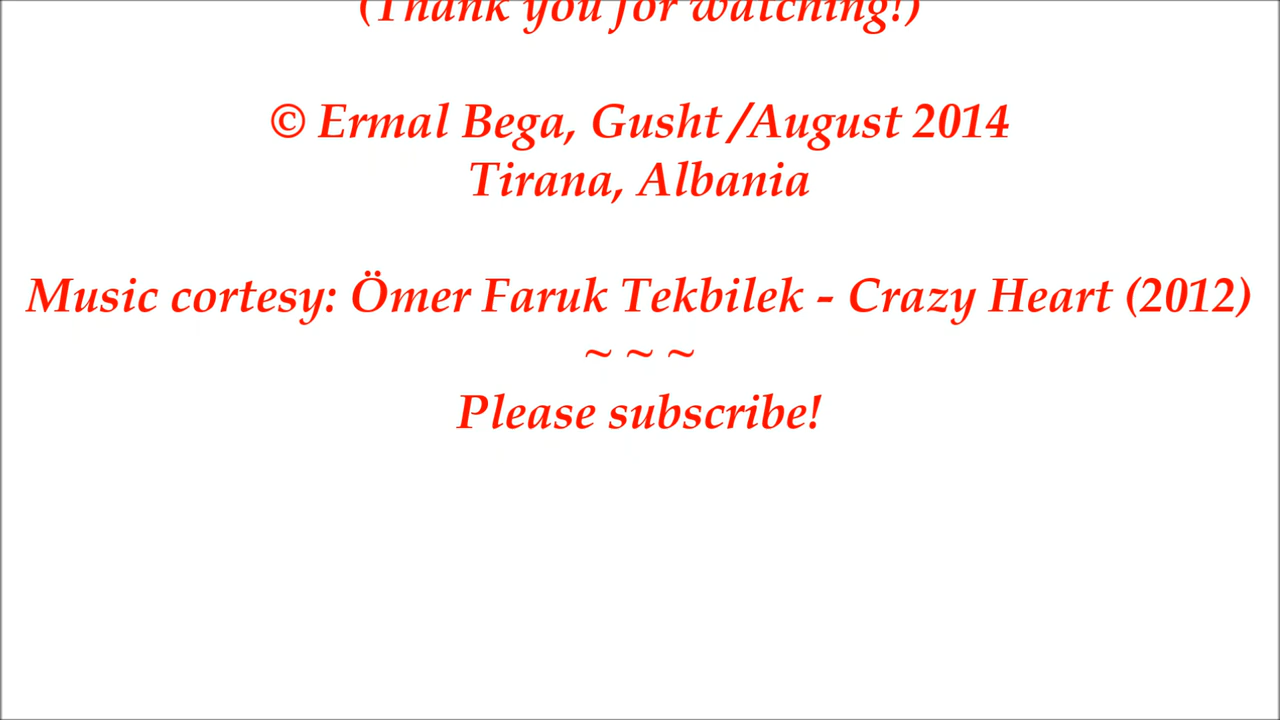 (Thank you for watching!)
© Ermal Bega, Gusht /August 2014
Tirana, Albania
Music cortesy: Ömer Faruk Tekbilek - Crazy Heart (2012)
~ ~ ~
Please subscribe!